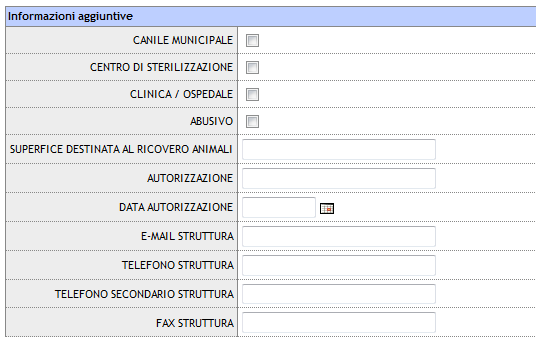 Informazioni aggiuntive
CANILE MUNICIPALE
CENTRO DI STERILIZZAZIONE
CLINICA / OSPEDALE
ABUSIVO
SUPERFICE DESTINATA AL RICOVERO ANIMALI
AUTORIZZAZIONE
DATA AUTORIZZAZIONE
E-MAIL STRUTTURA
TELEFONO STRUTTURA
TELEFONO SECONDARIO STRUTTURA
FAX STRUTTURA